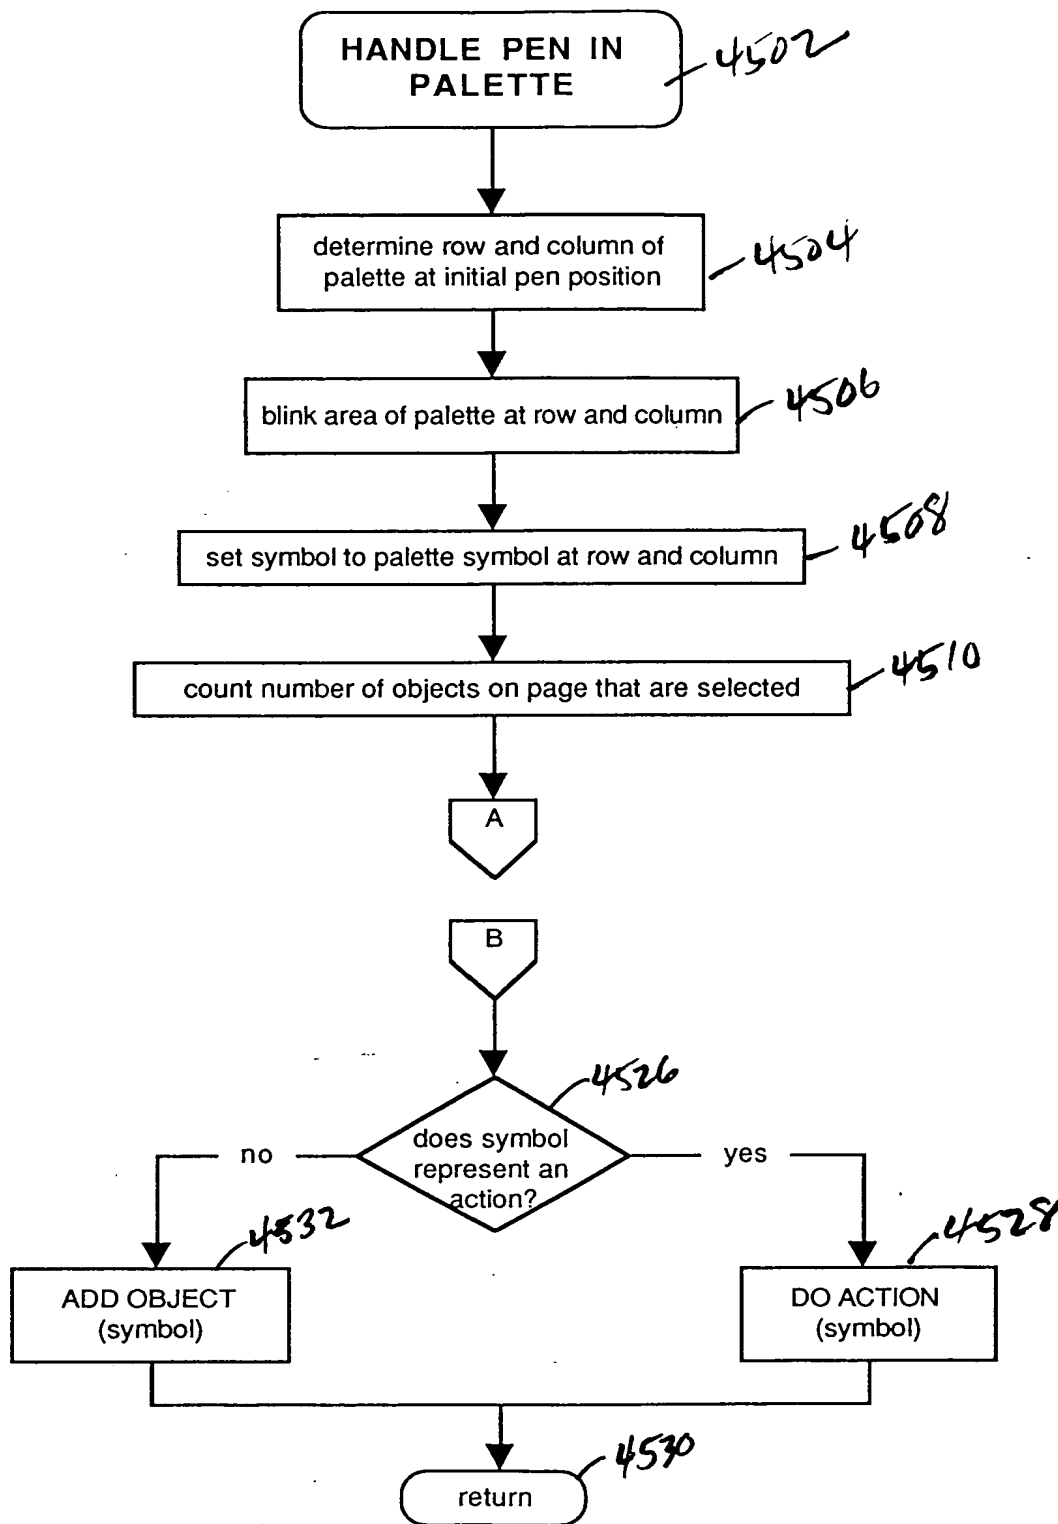 HANDLE PEN IN
PALETTE
4502
determine row and column of
palette at initial pen position
4504
blink area of palette at row and column
4506
set symbol to palette symbol at row and column
4508
count number of objects on page that are selected
4510
A
B
4526
does symbol
represent an
action?
no
yes
4532
ADD OBJECT
(symbol)
4528
DO ACTION
(symbol)
4530
return